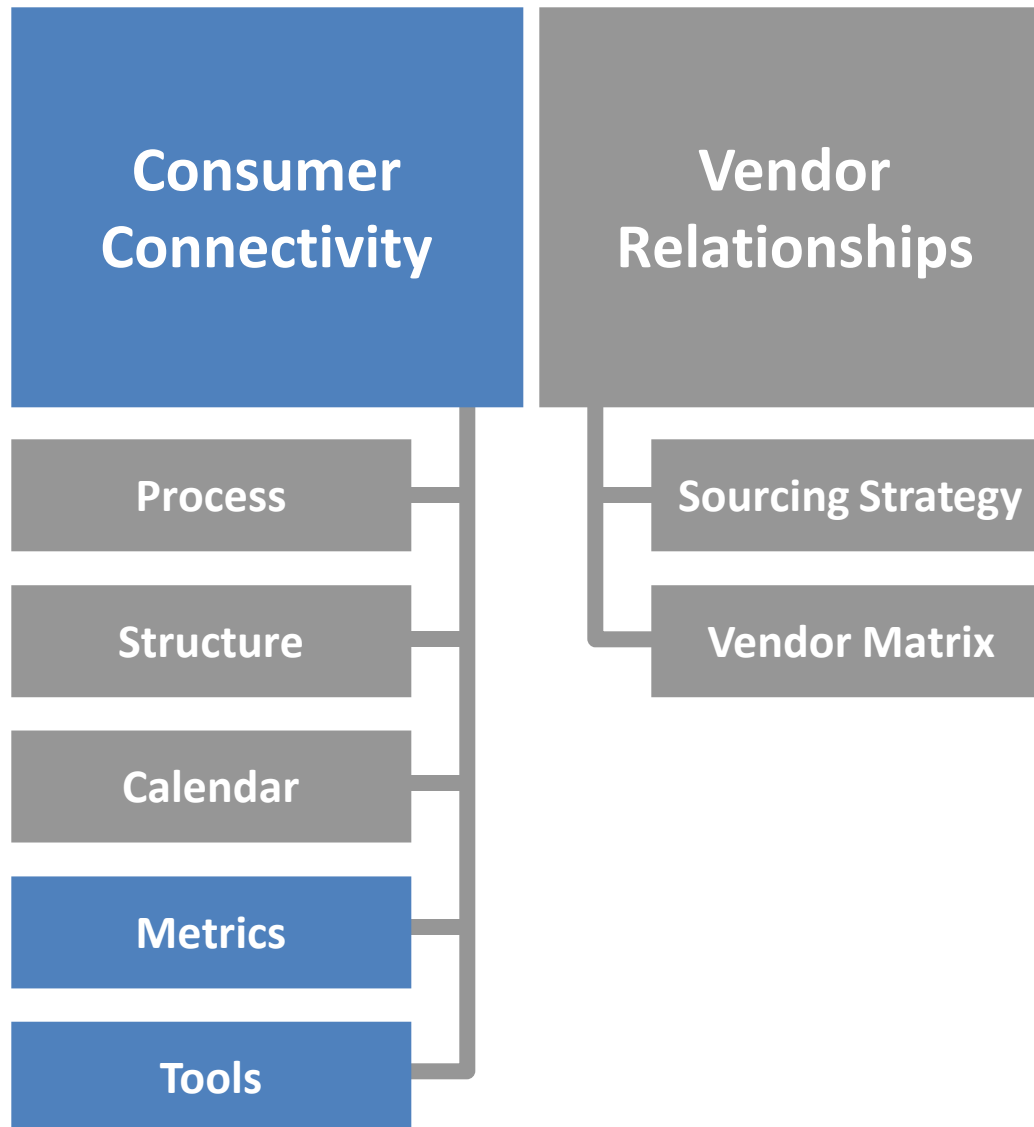 Consumer
Connectivity
Vendor
Relationships
Process
Structure
Calendar
Metrics
Tools
Sourcing Strategy
Vendor Matrix